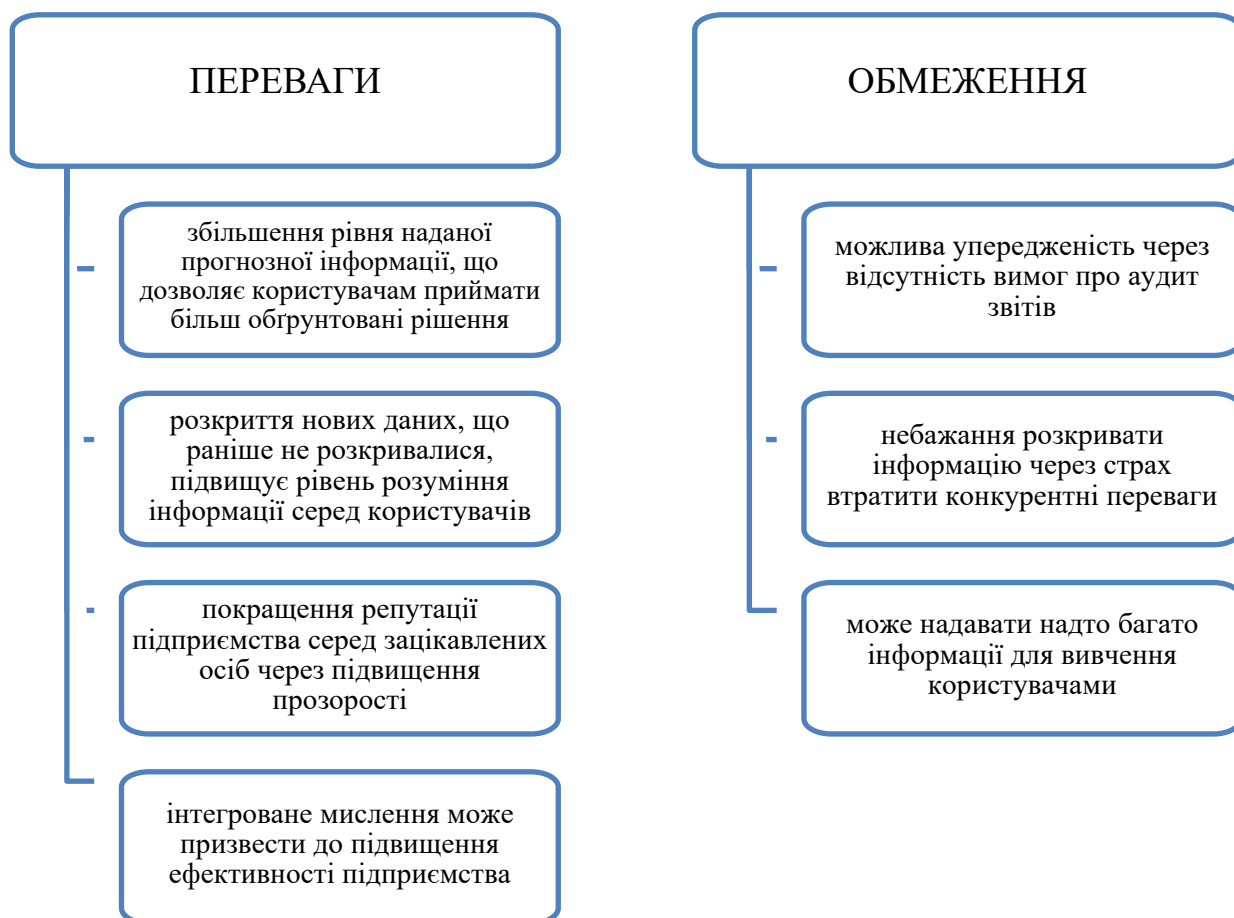 ПЕРЕВАГИ
збільшення рівня наданої
прогнозної інформації, що
дозволяє користувачам приймати
більш обґрунтовані рішення
розкриття нових даних, що
раніше не розкривалися,
підвищує рівень розуміння
інформації серед користувачів
покращення репутації
підприємства серед зацікавлених
осіб через підвищення
прозорості
інтегроване мислення може
призвести до підвищення
ефективності підприємства
ОБМЕЖЕННЯ
можлива упередженість через
відсутність вимог про аудит
звітів
небажання розкривати
інформацію через страх
втратити конкурентні переваги
може надавати надто багато
інформації для вивчення
користувачами